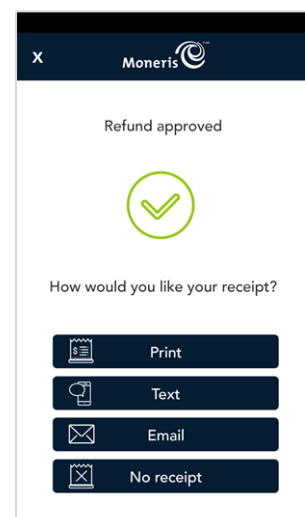 X
Moneris
Refund approved
How would you like your receipt?
Print
Text
Email
No receipt